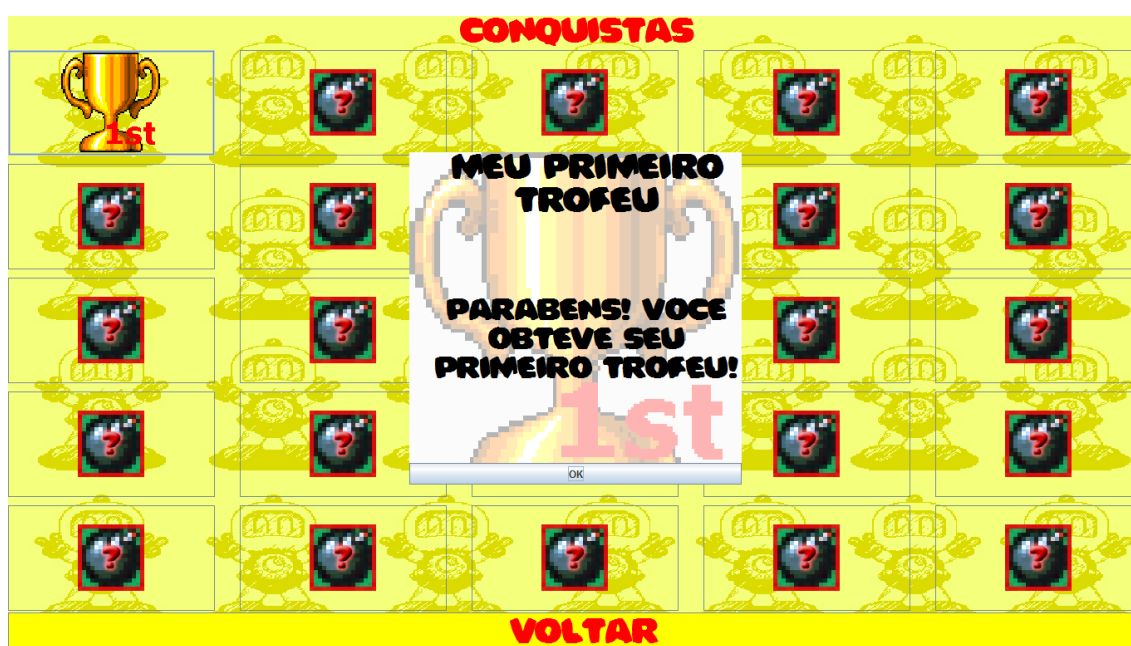 CONQUISTAS
1st
? ? ? ?
MEU PRIMEIRO
TROFEU
? ? ? ?
PARABENS! VOCE
OBTEVE SEU
PRIMEIRO TROFEU!
? ? ? ?
1st
? ? ? ?
OK
? ? ? ? ?
VOLTAR